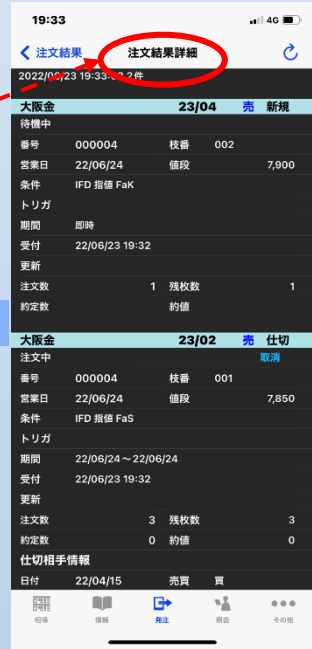 19:33 4G
注文結果 注文結果詳細
2022/06/23 19:33:
2件
大阪金 23/04 売 新規
待機中
番号 000004 枝番 002
営業日 22/06/24 値段 7,900
条件 IFD 指値 FaK
トリガ
期間 即時
受付 22/06/23 19:32
更新
注文数 1 残枚数 1
約定数 約値
大阪金 23/02 売 仕切
注文中 取消
番号 000004 枝番 001
営業日 22/06/24 値段 7,850
条件 IFD 指値 FaS
トリガ
期間 22/06/24～22/06/24
受付 22/06/23 19:32
更新
注文数 3 残枚数 3
約定数 0 約値 0
仕切相手情報
日付 22/04/15 売買 買
相場 情報 発注 照会 その他